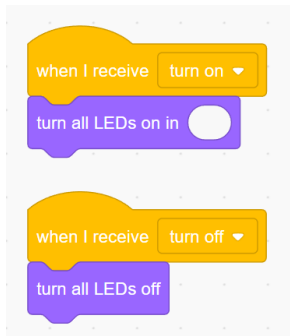 when I receive turn on
turn all LEDs on in
when I receive turn off
turn all LEDs off